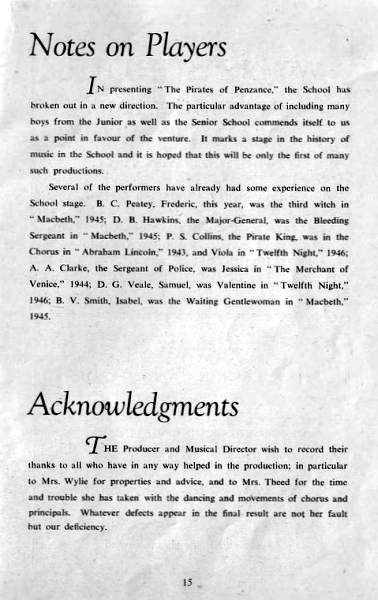 Notes on Players
IN presenting "The Pirates of Penzance," the School has
broken out in a new direction. The particular advantage of including many
boys from the Junior as well as the Senior School commends itself to us
as a point in favour of the venture. It marks a stage in the history of
music in the School and it is hoped that this will be only the first of many
such productions.
Several of the performers have already had some experience on the
School stage. B. C. Peatey, Frederic, this year, was the third witch in
"Macbeth," 1945; D. B. Hawkins, the Major-General, was the Bleeding
Sergeant in "Macbeth," 1945; P. S. Collins, the Pirate King, was in the
Chorus in "Abraham Lincoln," 1943, and Viola in "Twelfth Night," 1946;
A. A. Clarke, the Sergeant of Police, was Jessica in "The Merchant of
Venice," 1944; D. G. Veale, Samuel, was Valentine in "Twelfth Night,"
1946; B. V. Smith, Isabel, was the Waiting Gentlewoman in "Macbeth,"
1945.
Acknowledgments
THE Producer and Musical Director wish to record their
thanks to all who have in any way helped in the production; in particular
to Mrs. Wylie for properties and advice, and to Mrs. Theed for the time
and trouble she has taken with the dancing and movements of chorus and
principals. Whatever defects appear in the final result are not her fault
but our deficiency.
15